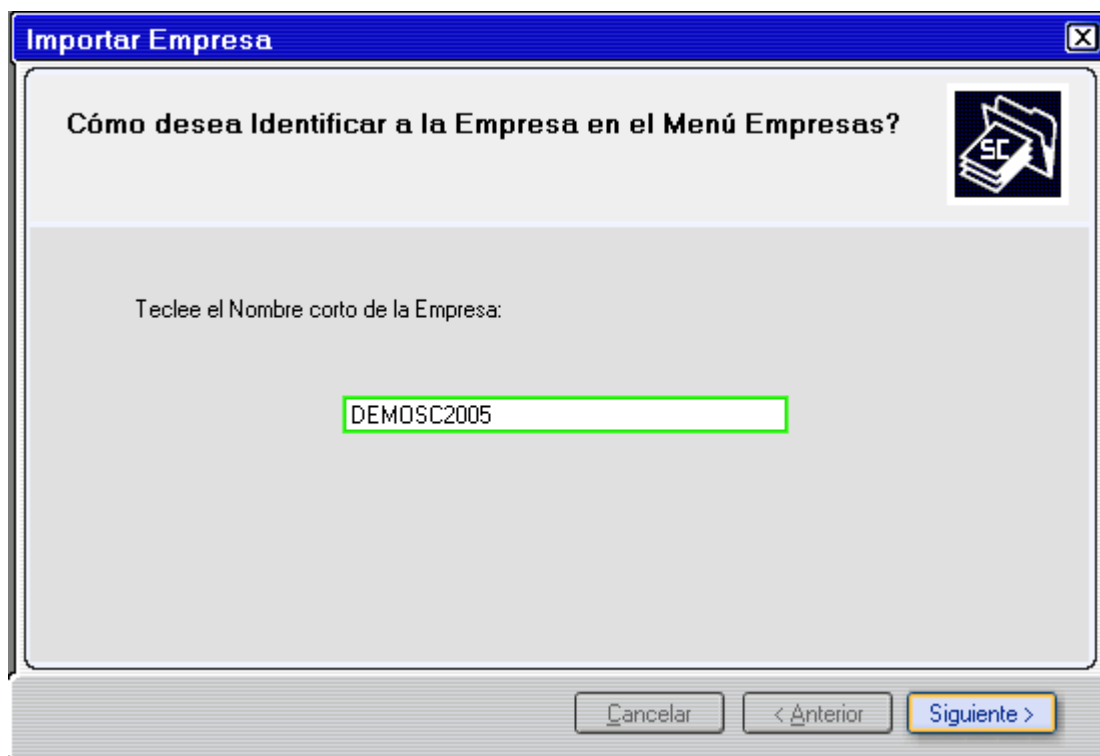 Importar Empresa
Cómo desea Identificar a la Empresa en el Menú Empresas?
SC
Teclee el Nombre corto de la Empresa:
DEMOSC2005
Cancelar
< Anterior
Siguiente >